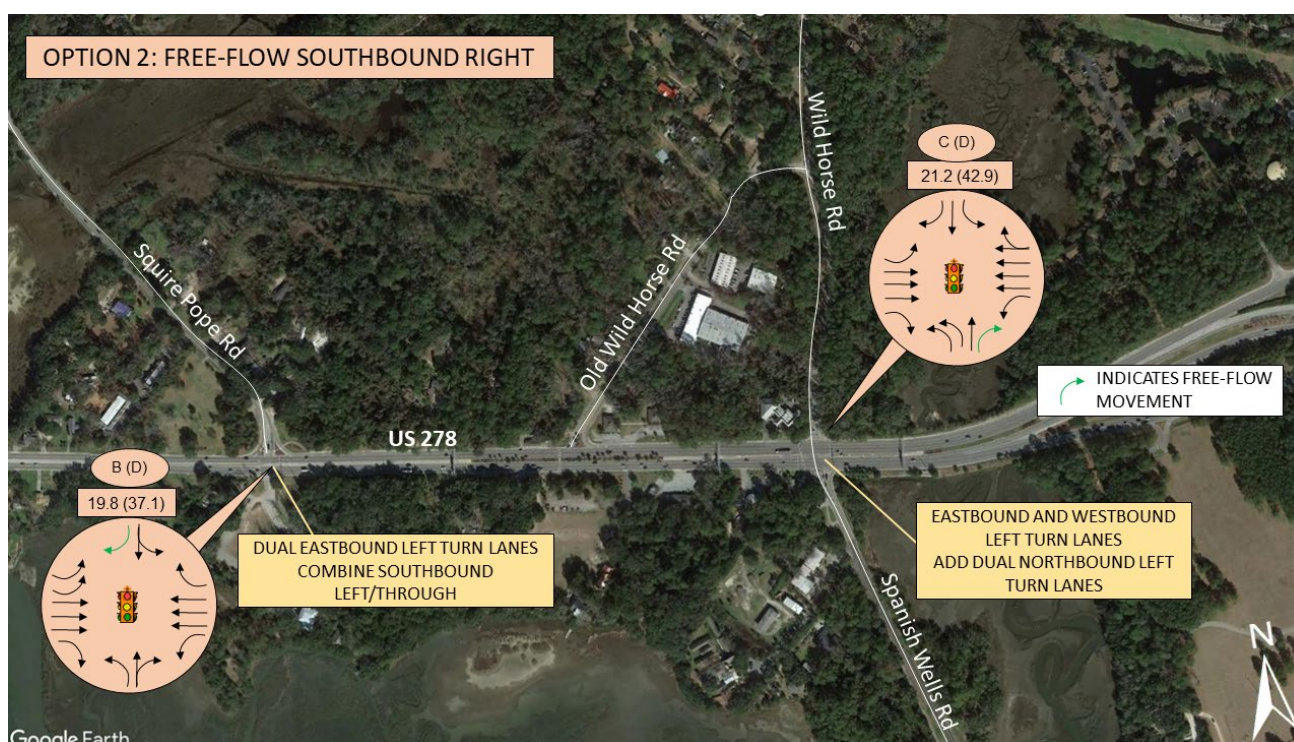 OPTION 2: FREE-FLOW SOUTHBOUND RIGHT
Wild Horse Rd
C (D)
21.2 (42.9)
Squire Pope Rd
Old Wild Horse Rd
INDICATES FREE-FLOW
MOVEMENT
US 278
B (D)
19.8 (37.1)
DUAL EASTBOUND LEFT TURN LANES
COMBINE SOUTHBOUND
LEFT/THROUGH
EASTBOUND AND WESTBOUND
LEFT TURN LANES
ADD DUAL NORTHBOUND LEFT
TURN LANES
Spanish Wells Rd
N
Google Earth